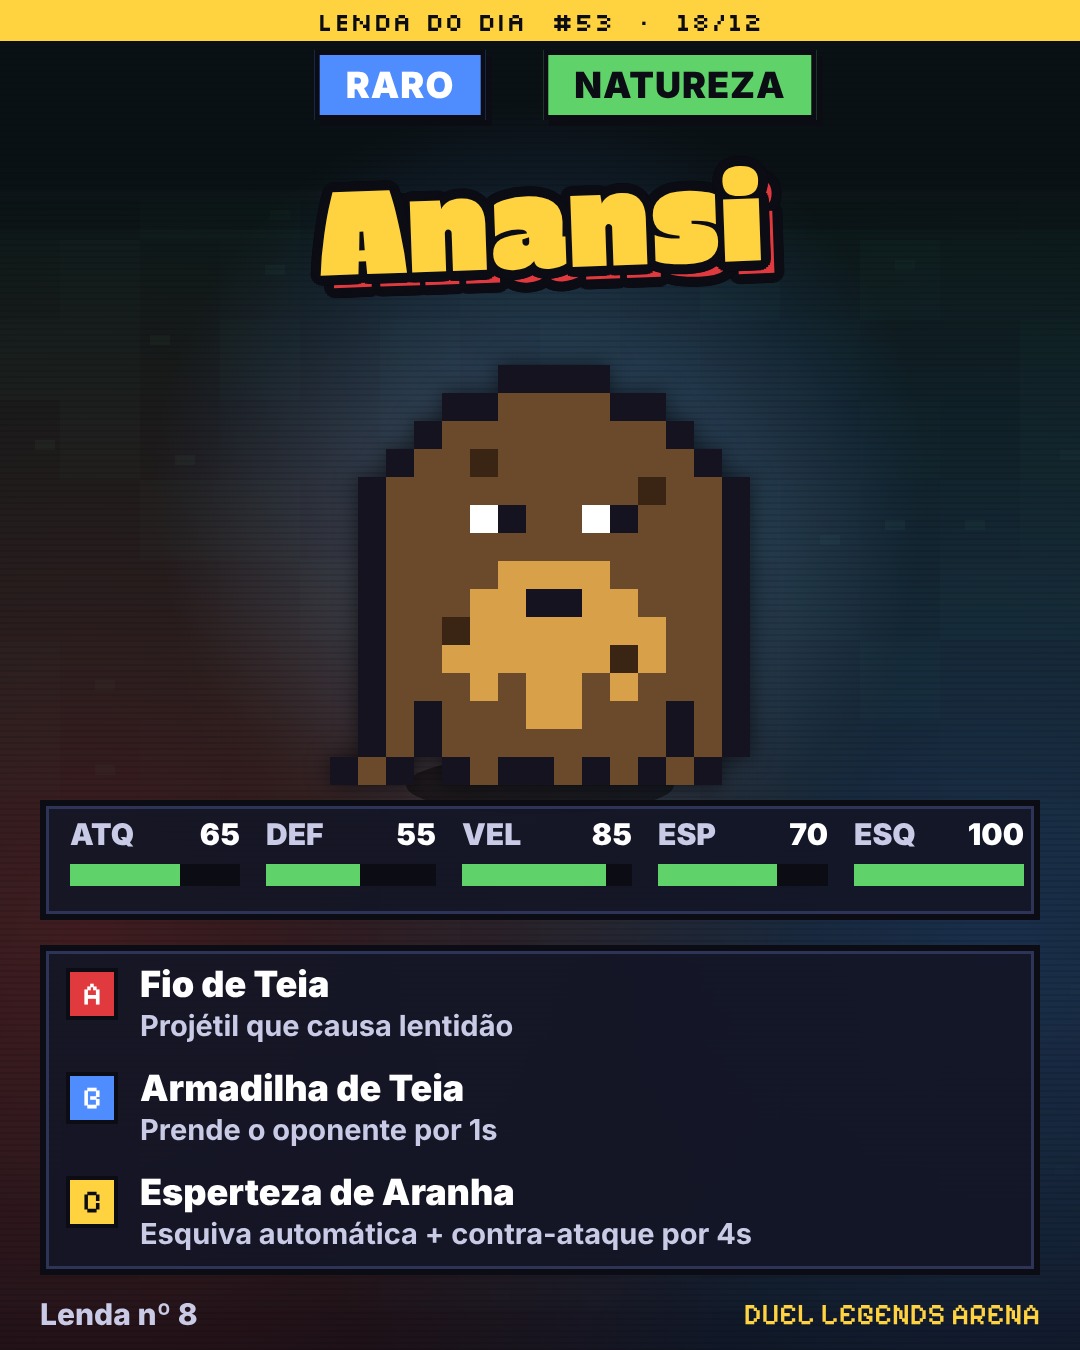 LENDA DO DIA #53 · 18/12
RARO NATUREZA
Anansi
ATQ 65 DEF 55 VEL 85 ESP 70 ESQ 100
A Fio de Teia
Projétil que causa lentidão
B Armadilha de Teia
Prende o oponente por 1s
C Esperteza de Aranha
Esquiva automática + contra-ataque por 4s
Lenda nº 8 DUEL LEGENDS ARENA